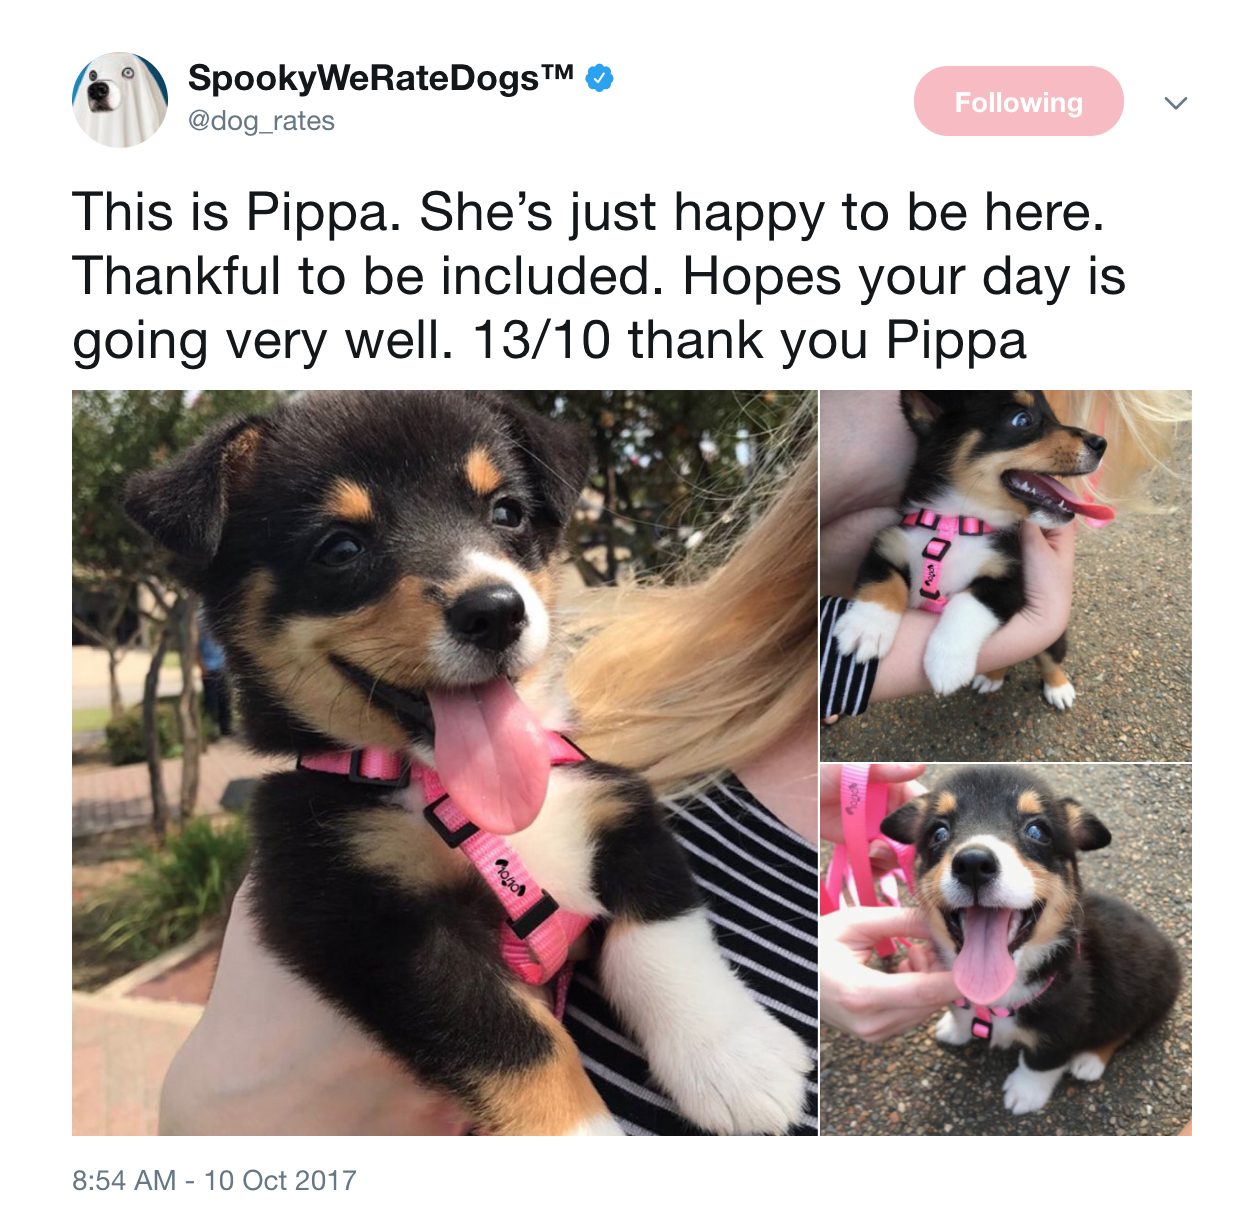 SpookyWeRateDogs™
@dog_rates
Following
This is Pippa. She’s just happy to be here.
Thankful to be included. Hopes your day is
going very well. 13/10 thank you Pippa
8:54 AM - 10 Oct 2017